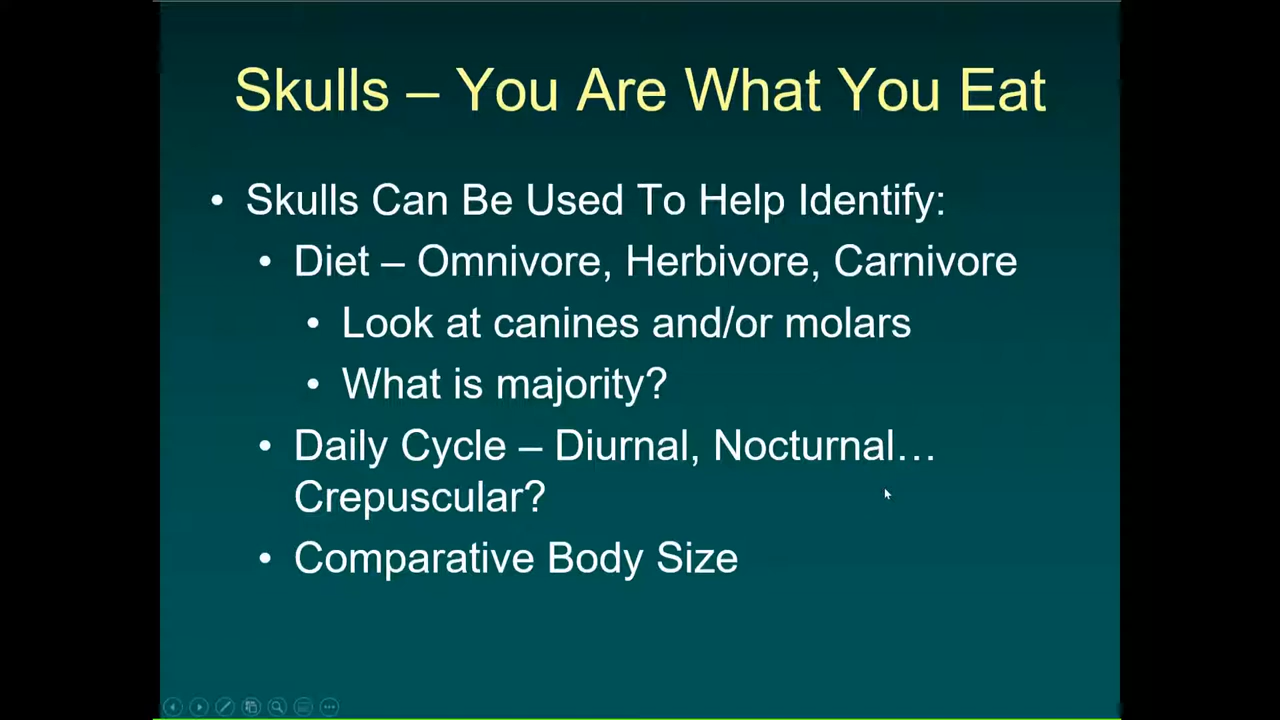 Skulls – You Are What You Eat
• Skulls Can Be Used To Help Identify:
• Diet – Omnivore, Herbivore, Carnivore
• Look at canines and/or molars
• What is majority?
• Daily Cycle – Diurnal, Nocturnal…
Crepuscular?
• Comparative Body Size